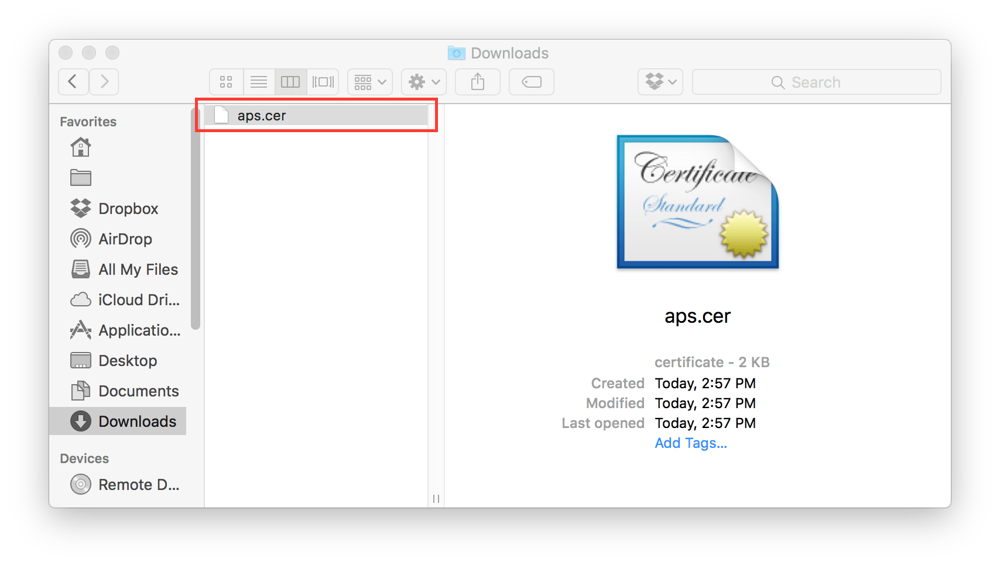 Downloads
Search
Favorites
Dropbox
AirDrop
All My Files
iCloud Dri...
Applicatio...
Desktop
Documents
Downloads
Devices
Remote D...
aps.cer
Certificate
Standard
aps.cer
certificate - 2 KB
Created Today, 2:57 PM
Modified Today, 2:57 PM
Last opened Today, 2:57 PM
Add Tags...